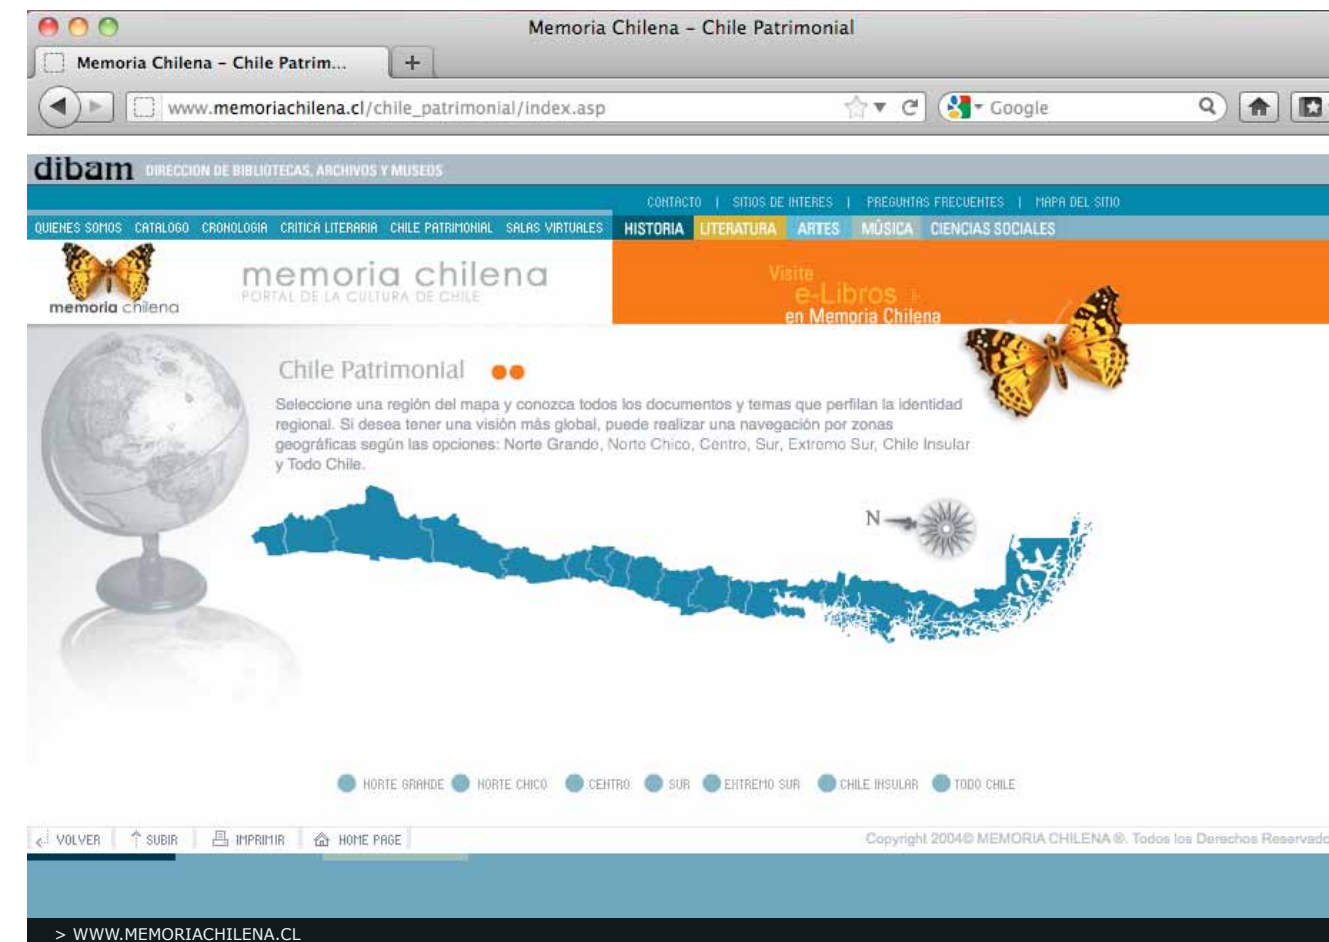 Memoria Chilena – Chile Patrimonial
Memoria Chilena – Chile Patrim...
www.memoriachilena.cl/chile_patrimonial/index.asp
Google
dibam DIRECCION DE BIBLIOTECAS, ARCHIVOS Y MUSEOS
CONTACTO | SITIOS DE INTERES | PREGUNTAS FRECUENTES | MAPA DEL SITIO
QUIENES SOMOS CATALOGO CRONOLOGIA CRITICA LITERARIA CHILE PATRIMONIAL SALAS VIRTUALES HISTORIA LITERATURA ARTES MÚSICA CIENCIAS SOCIALES
memoria chilena
memoria chilena
PORTAL DE LA CULTURA DE CHILE
Visite
e-Libros
en Memoria Chilena
Chile Patrimonial
Seleccione una región del mapa y conozca todos los documentos y temas que perfilan la identidad
regional. Si desea tener una visión más global, puede realizar una navegación por zonas
geográficas según las opciones: Norte Grande, Norte Chico, Centro, Sur, Extremo Sur, Chile Insular
y Todo Chile.
N
NORTE GRANDE NORTE CHICO CENTRO SUR EXTREMO SUR CHILE INSULAR TODO CHILE
VOLVER SUBIR IMPRIMIR HOME PAGE
Copyright 2004© MEMORIA CHILENA ®. Todos los Derechos Reservado
> WWW.MEMORIACHILENA.CL